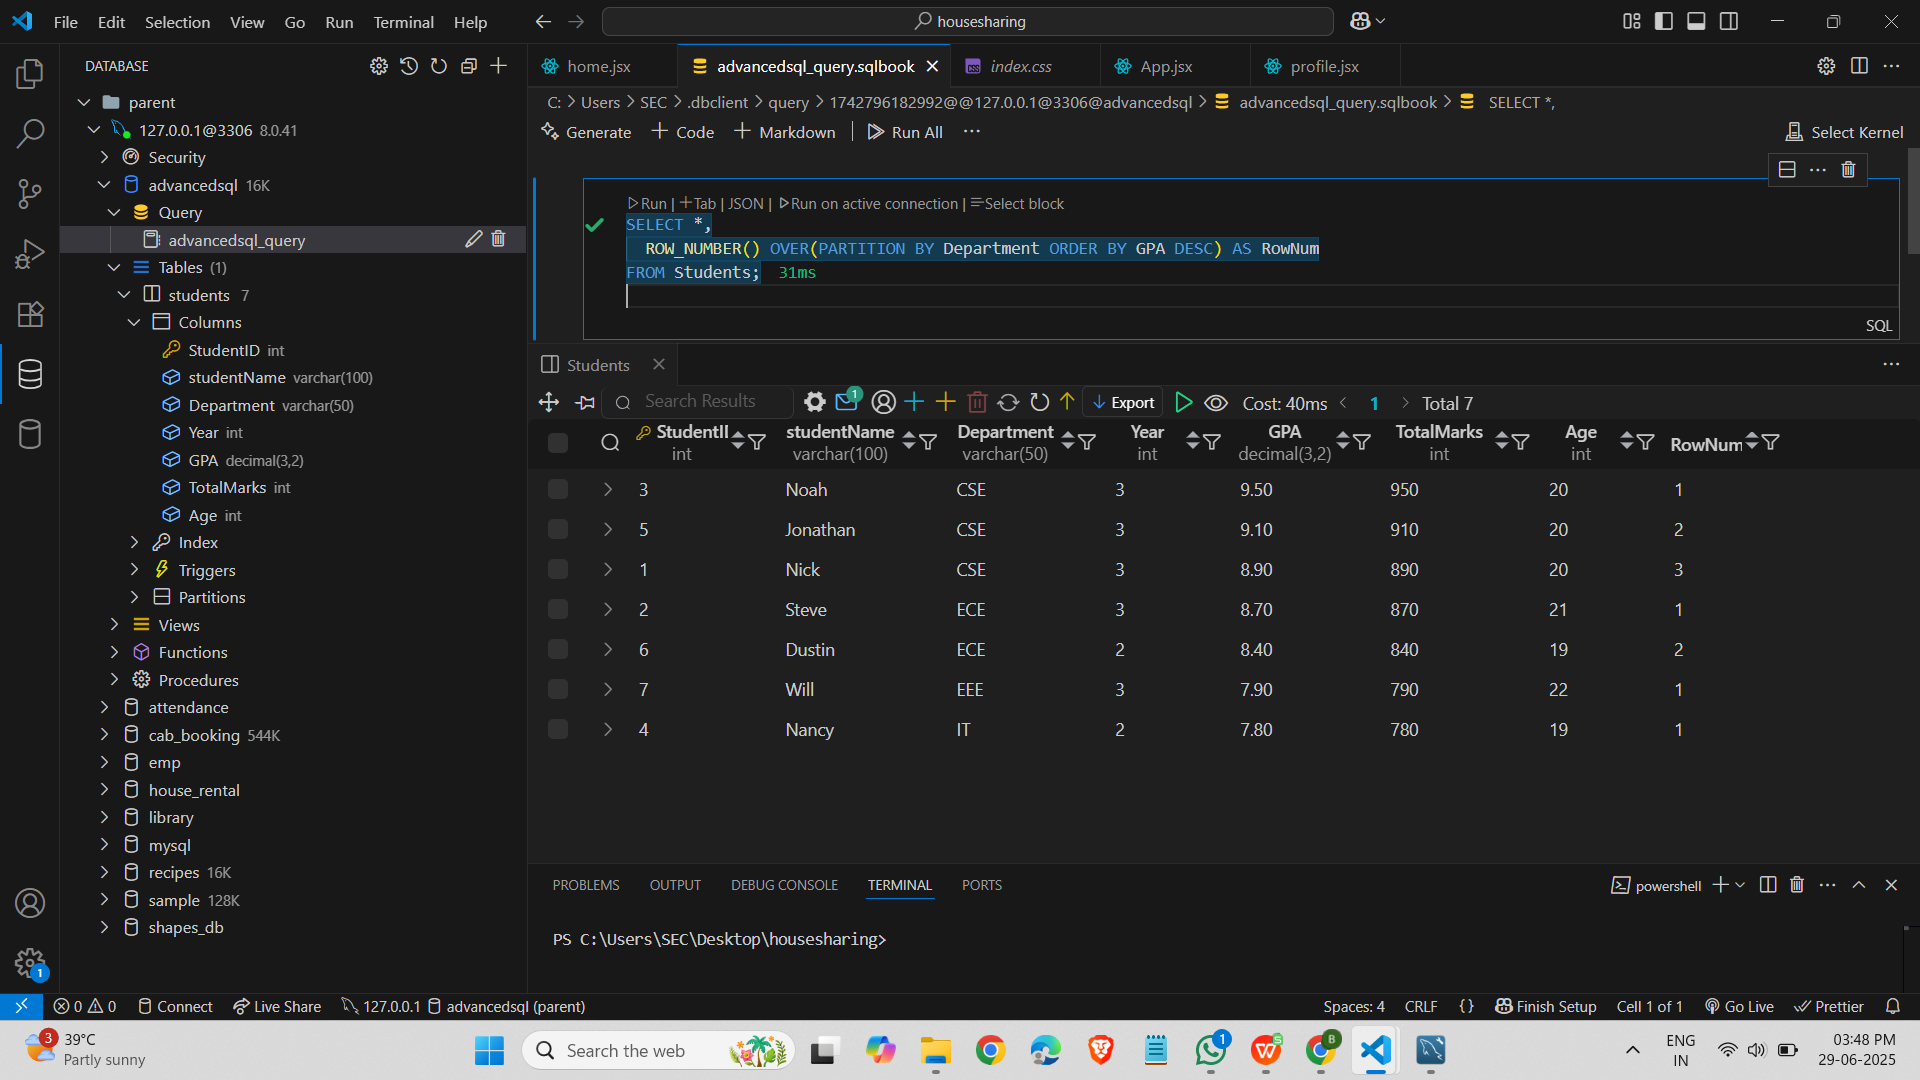 File Edit Selection View Go Run Terminal Help
housesharing
DATABASE
parent
127.0.0.1@3306 8.0.41
Security
advancedsql 16K
Query
advancedsql_query
Tables (1)
students 7
Columns
StudentID int
studentName varchar(100)
Department varchar(50)
Year int
GPA decimal(3,2)
TotalMarks int
Age int
Index
Triggers
Partitions
Views
Functions
Procedures
attendance
cab_booking 544K
emp
house_rental
library
mysql
recipes 16K
sample 128K
shapes_db
home.jsx advancedsql_query.sqlbook index.css App.jsx profile.jsx
C: > Users > SEC > .dbclient > query > 1742796182992@@127.0.0.1@3306@advancedsql > advancedsql_query.sqlbook > SELECT *,
Generate + Code + Markdown Run All ... Select Kernel
Run | +Tab | JSON | Run on active connection | Select block
SELECT *,
ROW_NUMBER() OVER(PARTITION BY Department ORDER BY GPA DESC) AS RowNum
FROM Students; 31ms
SQL
Students
Search Results 1 Export Cost: 40ms < 1 > Total 7
StudentI studentName Department Year GPA TotalMarks Age RowNum
int varchar(100) varchar(50) int decimal(3,2) int int
3 Noah CSE 3 9.50 950 20 1
5 Jonathan CSE 3 9.10 910 20 2
1 Nick CSE 3 8.90 890 20 3
2 Steve ECE 3 8.70 870 21 1
6 Dustin ECE 2 8.40 840 19 2
7 Will EEE 3 7.90 790 22 1
4 Nancy IT 2 7.80 780 19 1
PROBLEMS OUTPUT DEBUG CONSOLE TERMINAL PORTS powershell
PS C:\Users\SEC\Desktop\housesharing>
1
0 0 Connect Live Share 127.0.0.1 advancedsql (parent) Spaces: 4 CRLF {} Finish Setup Cell 1 of 1 Go Live Prettier
3 39°C
Partly sunny
Search the web
1
S
B
ENG
IN
03:48 PM
29-06-2025